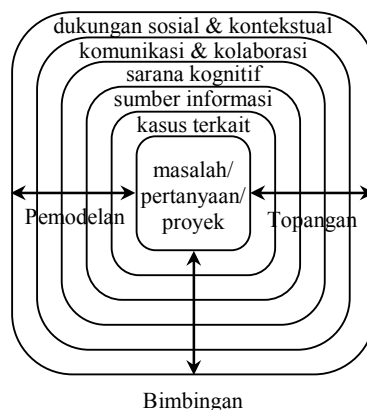 dukungan sosial & kontekstual
komunikasi & kolaborasi
sarana kognitif
sumber informasi
kasus terkait
masalah/
pertanyaan/
proyek
Pemodelan
Topangan
Bimbingan